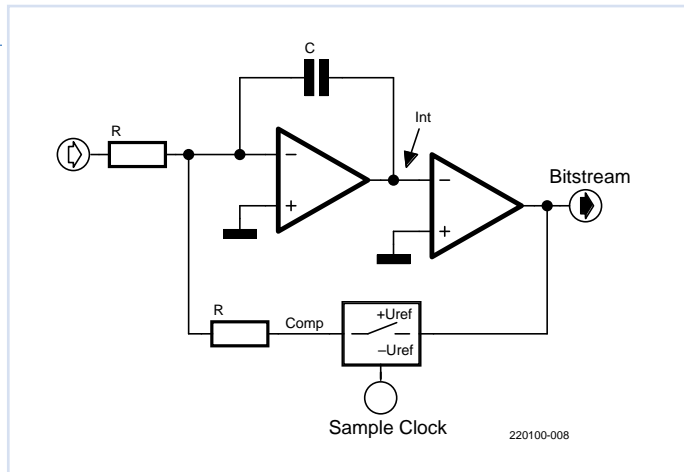 C
R
Int
−
+
−
+
Bitstream
R
Comp
+Uref
−Uref
Sample Clock
220100-008